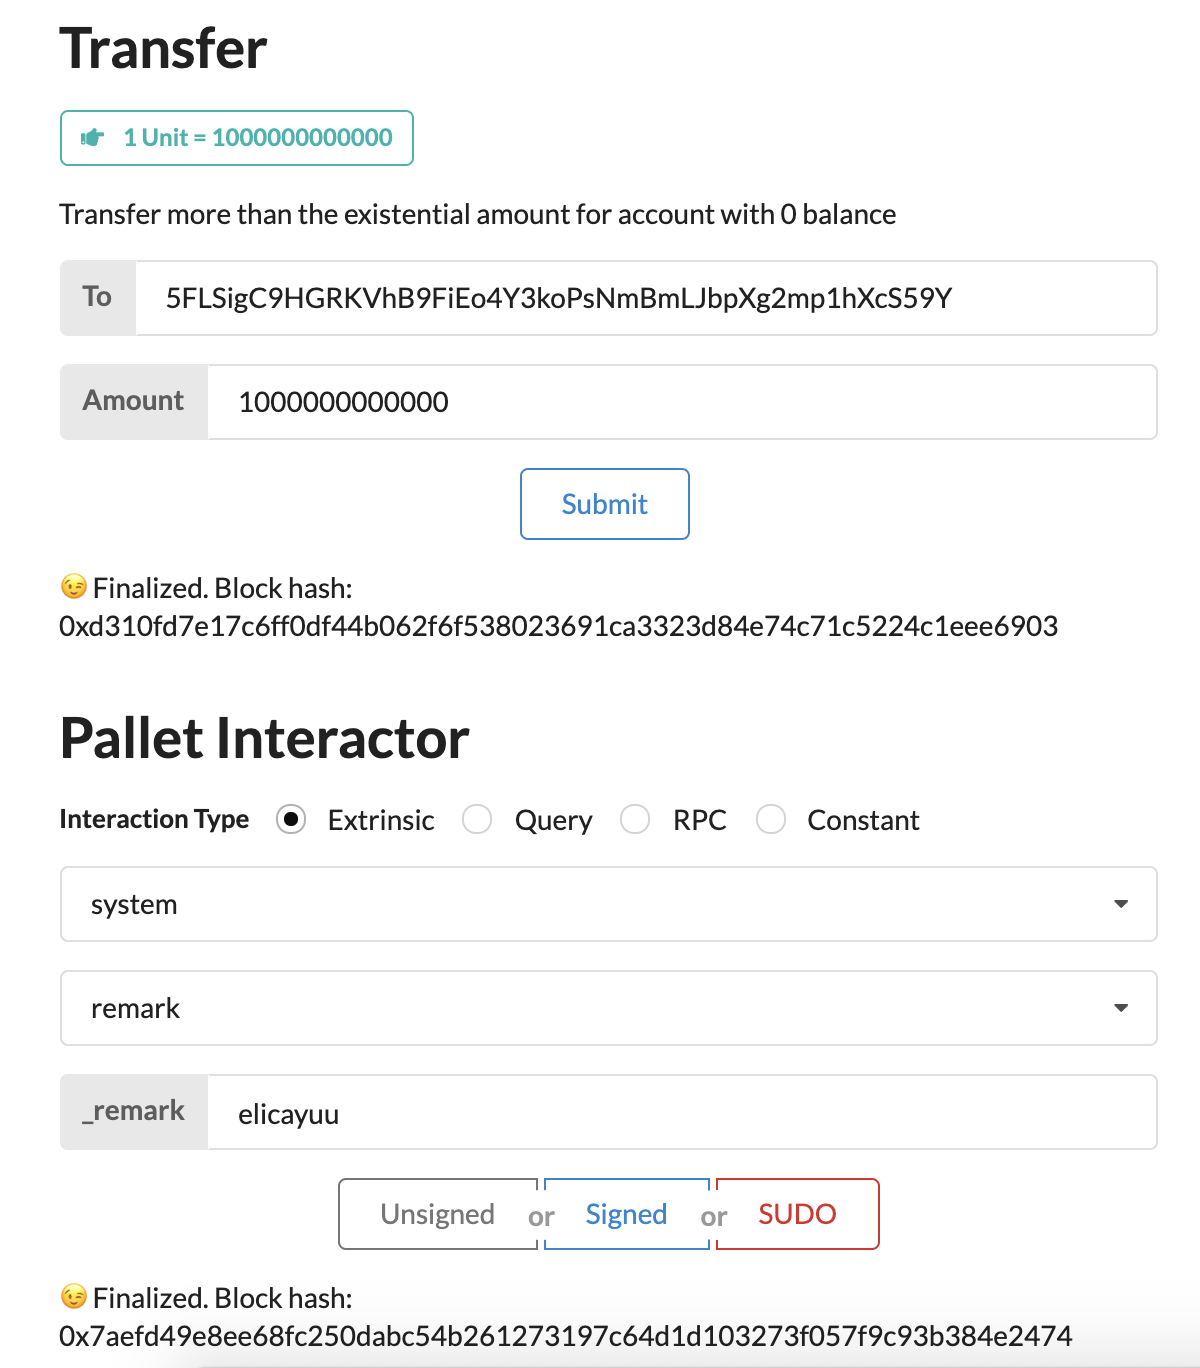 Transfer
1 Unit = 1000000000000
Transfer more than the existential amount for account with 0 balance
To 5FLSigC9HGRKVhB9FiEo4Y3koPsNmBmLJbpXg2mp1hXcS59Y
Amount 1000000000000
Submit
😉 Finalized. Block hash:
0xd310fd7e17c6ff0df44b062f6f538023691ca3323d84e74c71c5224c1eee6903
Pallet Interactor
Interaction Type Extrinsic Query RPC Constant
system
remark
_remark elicayuu
Unsigned or Signed or SUDO
😉 Finalized. Block hash:
0x7aefd49e8ee68fc250dabc54b261273197c64d1d103273f057f9c93b384e2474